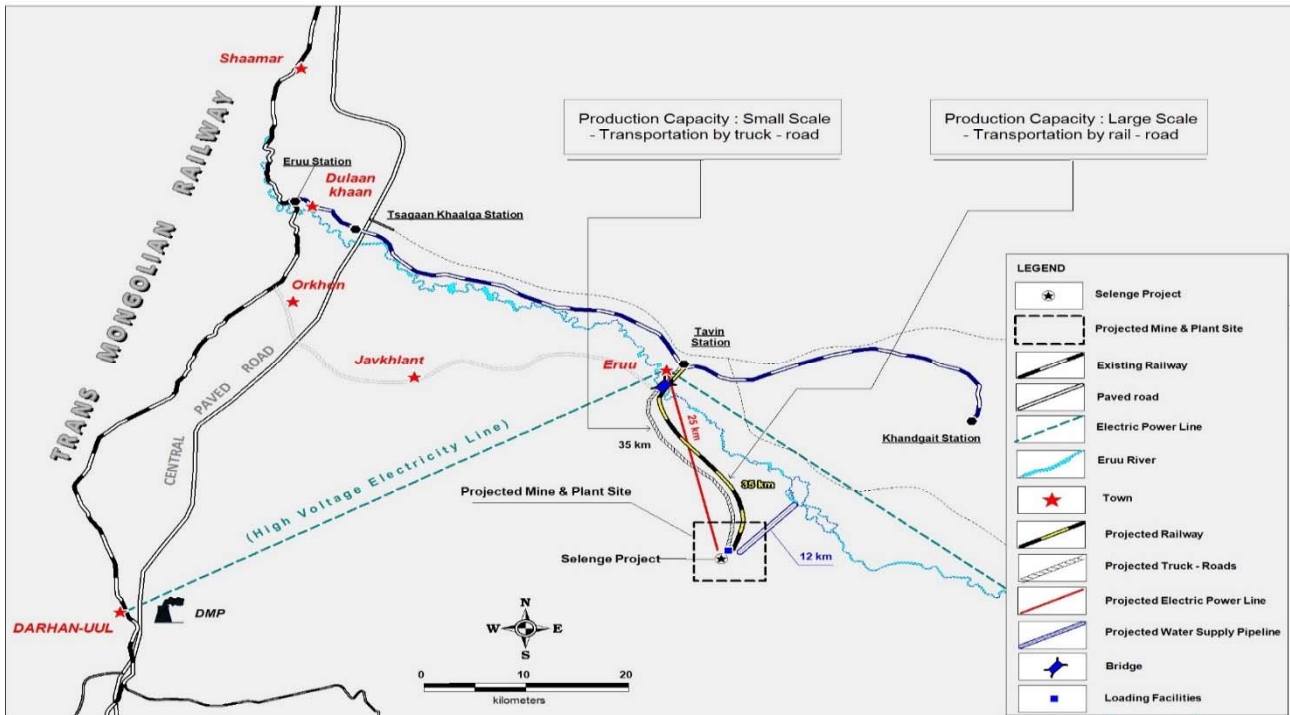 Shaamar
TRANS MONGOLIAN RAILWAY
Production Capacity : Small Scale
- Transportation by truck - road
Production Capacity : Large Scale
- Transportation by rail - road
Eruu Station
Dulaan
khaan
Tsagaan Khaalga Station
Orkhon
CENTRAL PAVED ROAD
Javkhlant
Eruu
Tavin
Station
Khandgait Station
25 km
35 km
35 km
(High Voltage Electricity Line)
Projected Mine & Plant Site
Selenge Project
12 km
DARHAN-UUL
DMP
N
W
E
S
0
10
20
kilometers
LEGEND
Selenge Project
Projected Mine & Plant Site
Existing Railway
Paved road
Electric Power Line
Eruu River
Town
Projected Railway
Projected Truck - Roads
Projected Electric Power Line
Projected Water Supply Pipeline
Bridge
Loading Facilities